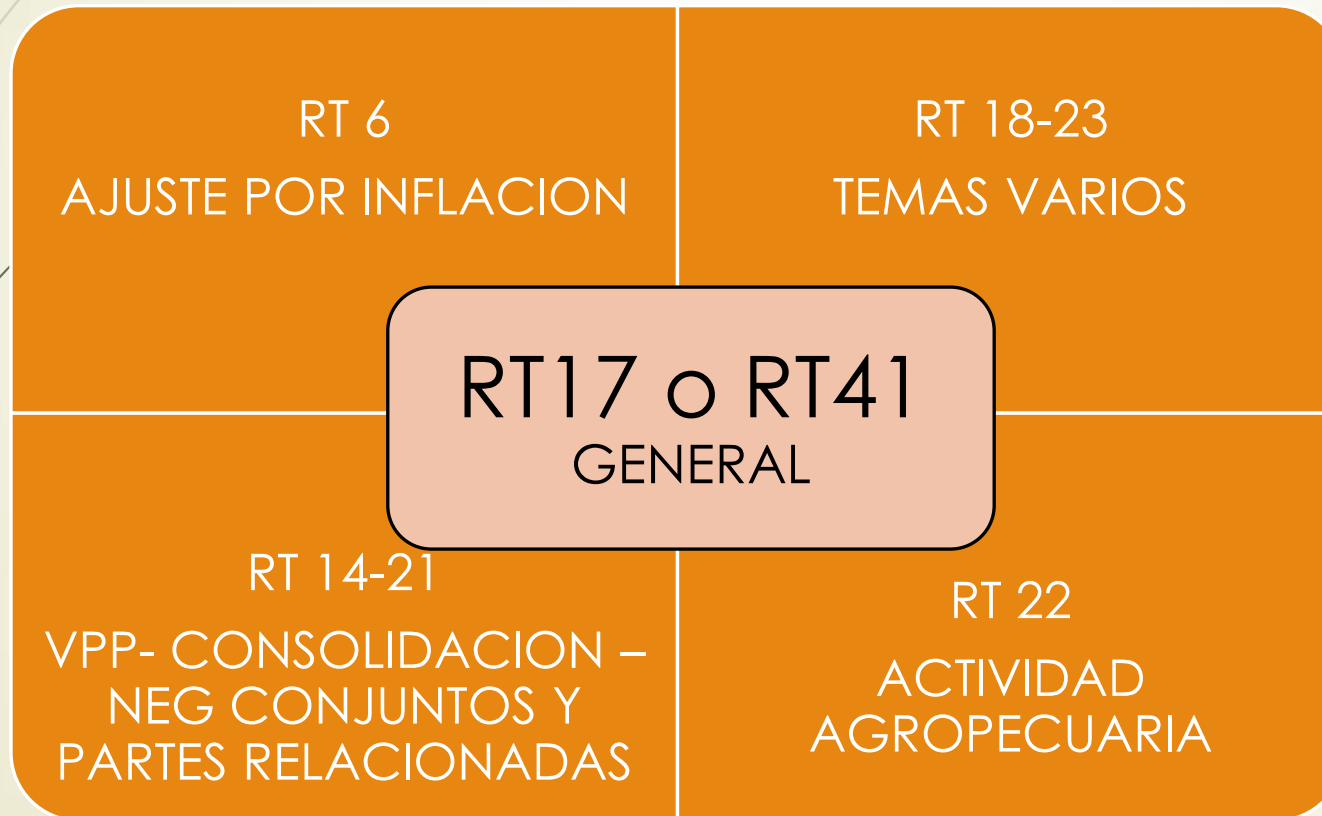 RT 6
AJUSTE POR INFLACION
RT 18-23
TEMAS VARIOS
RT17 o RT41
GENERAL
RT 14-21
VPP- CONSOLIDACION –
NEG CONJUNTOS Y
PARTES RELACIONADAS
RT 22
ACTIVIDAD
AGROPECUARIA